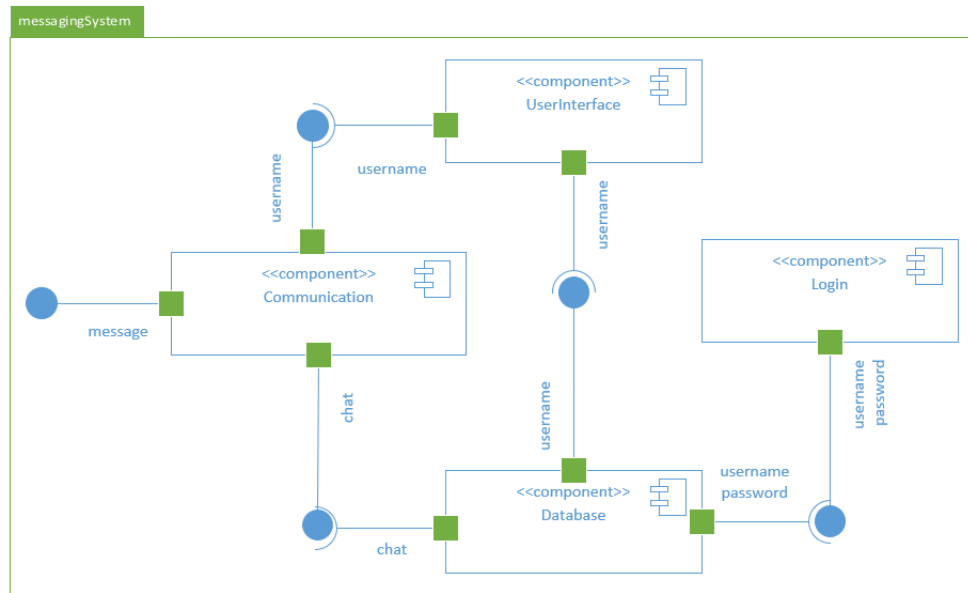 messagingSystem
<<component>>
UserInterface
username
username
username
<<component>>
Communication
<<component>>
Login
message
chat
username
username
password
username
password
<<component>>
Database
chat